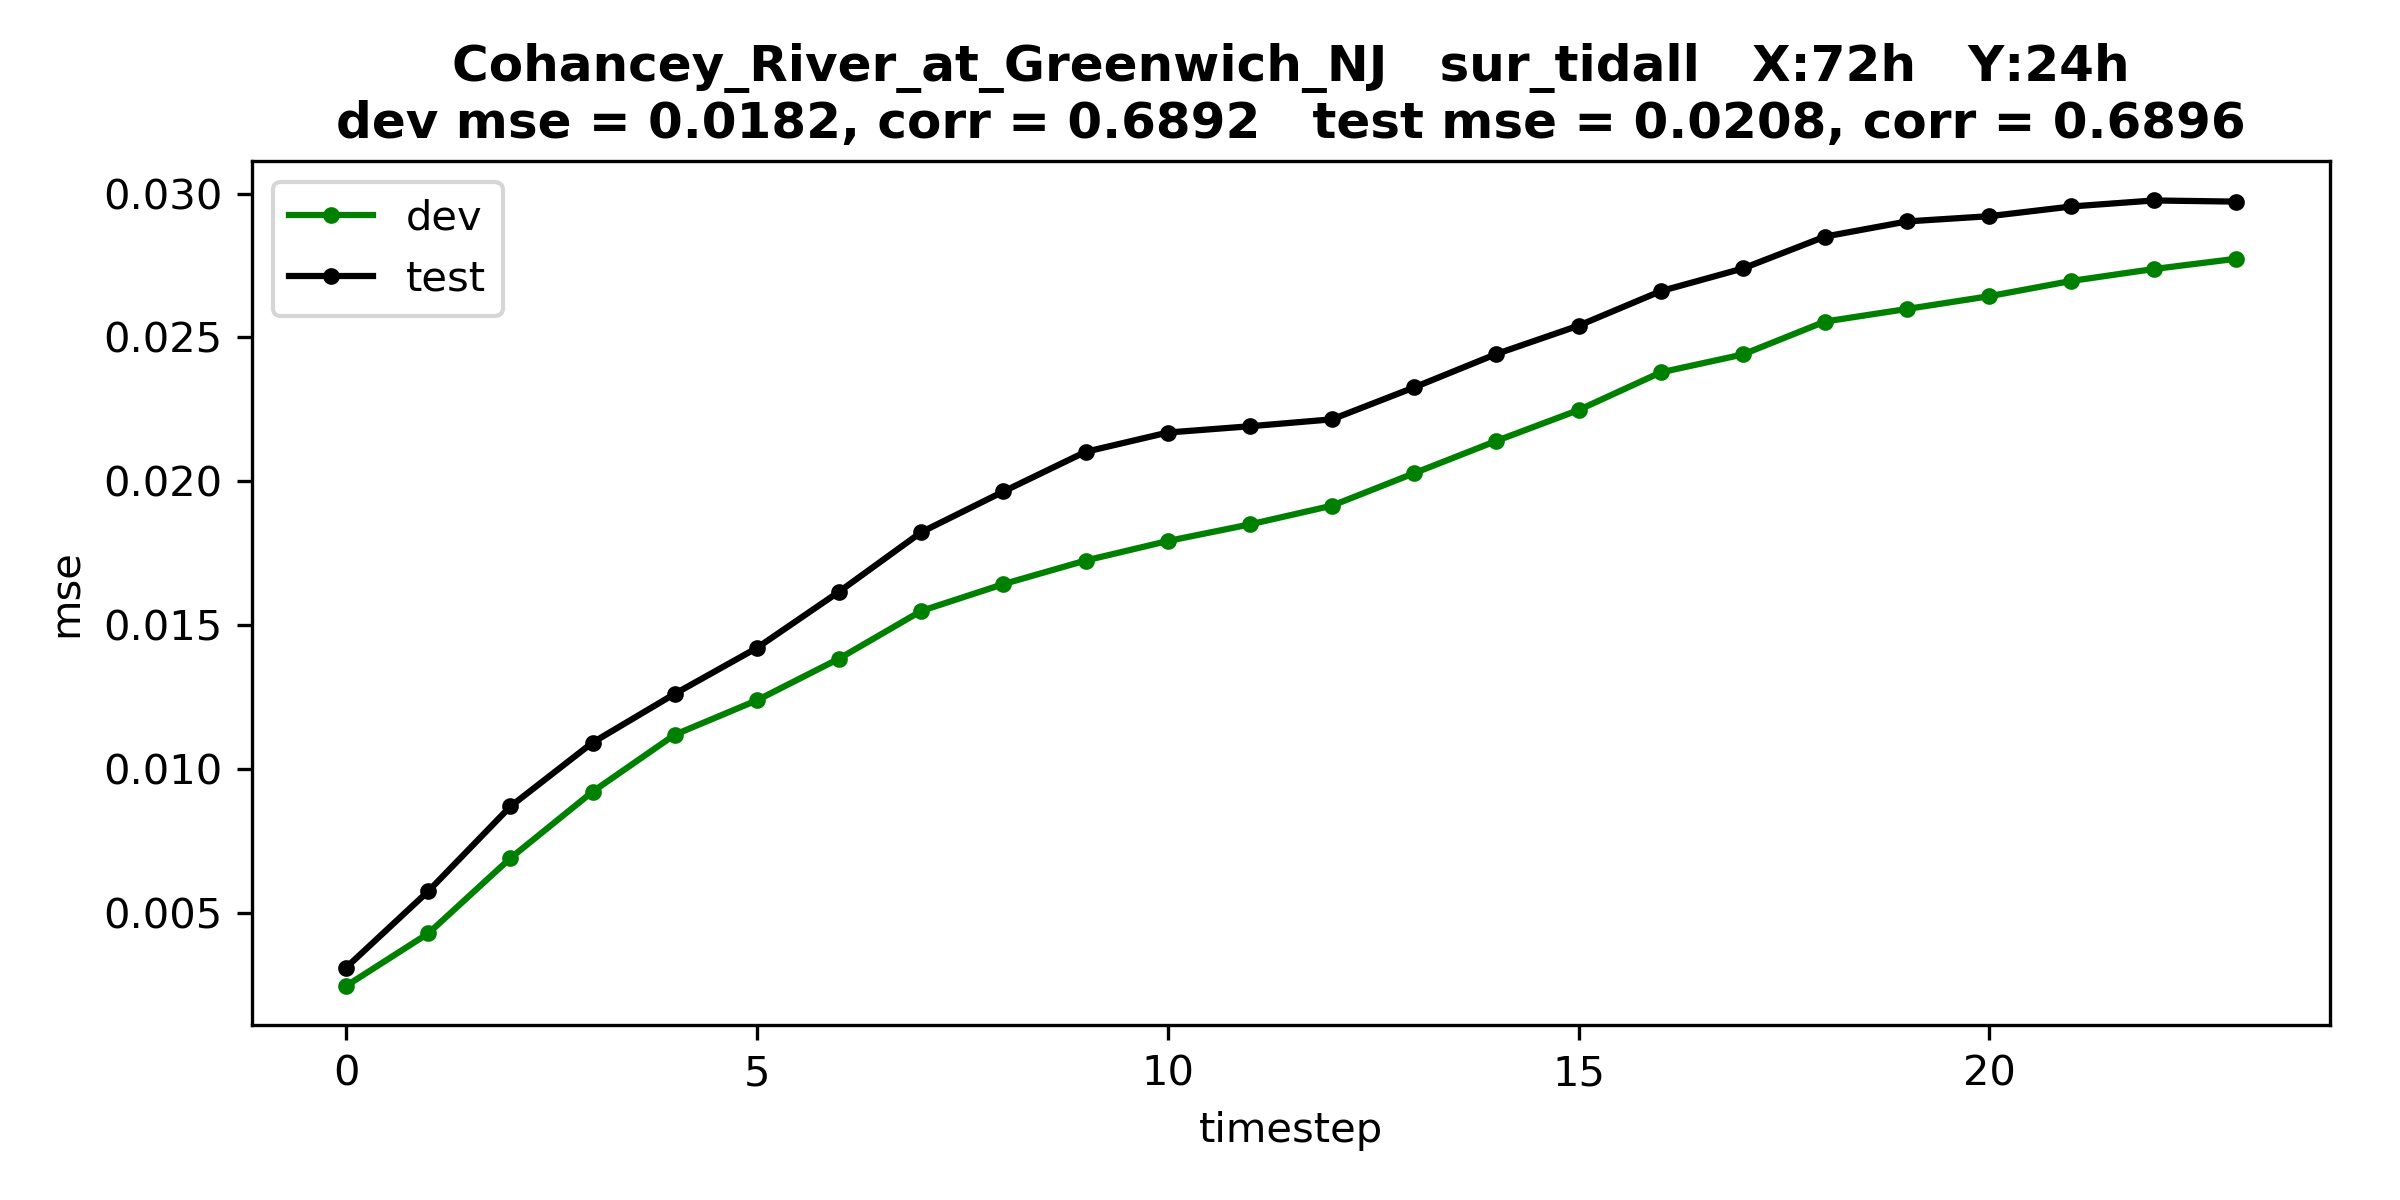 Cohancey_River_at_Greenwich_NJ   sur_tidall   X:72h   Y:24h
dev mse = 0.0182, corr = 0.6892   test mse = 0.0208, corr = 0.6896
dev
test
0.030
0.025
0.020
0.015
0.010
0.005
mse
0
5
10
15
20
timestep